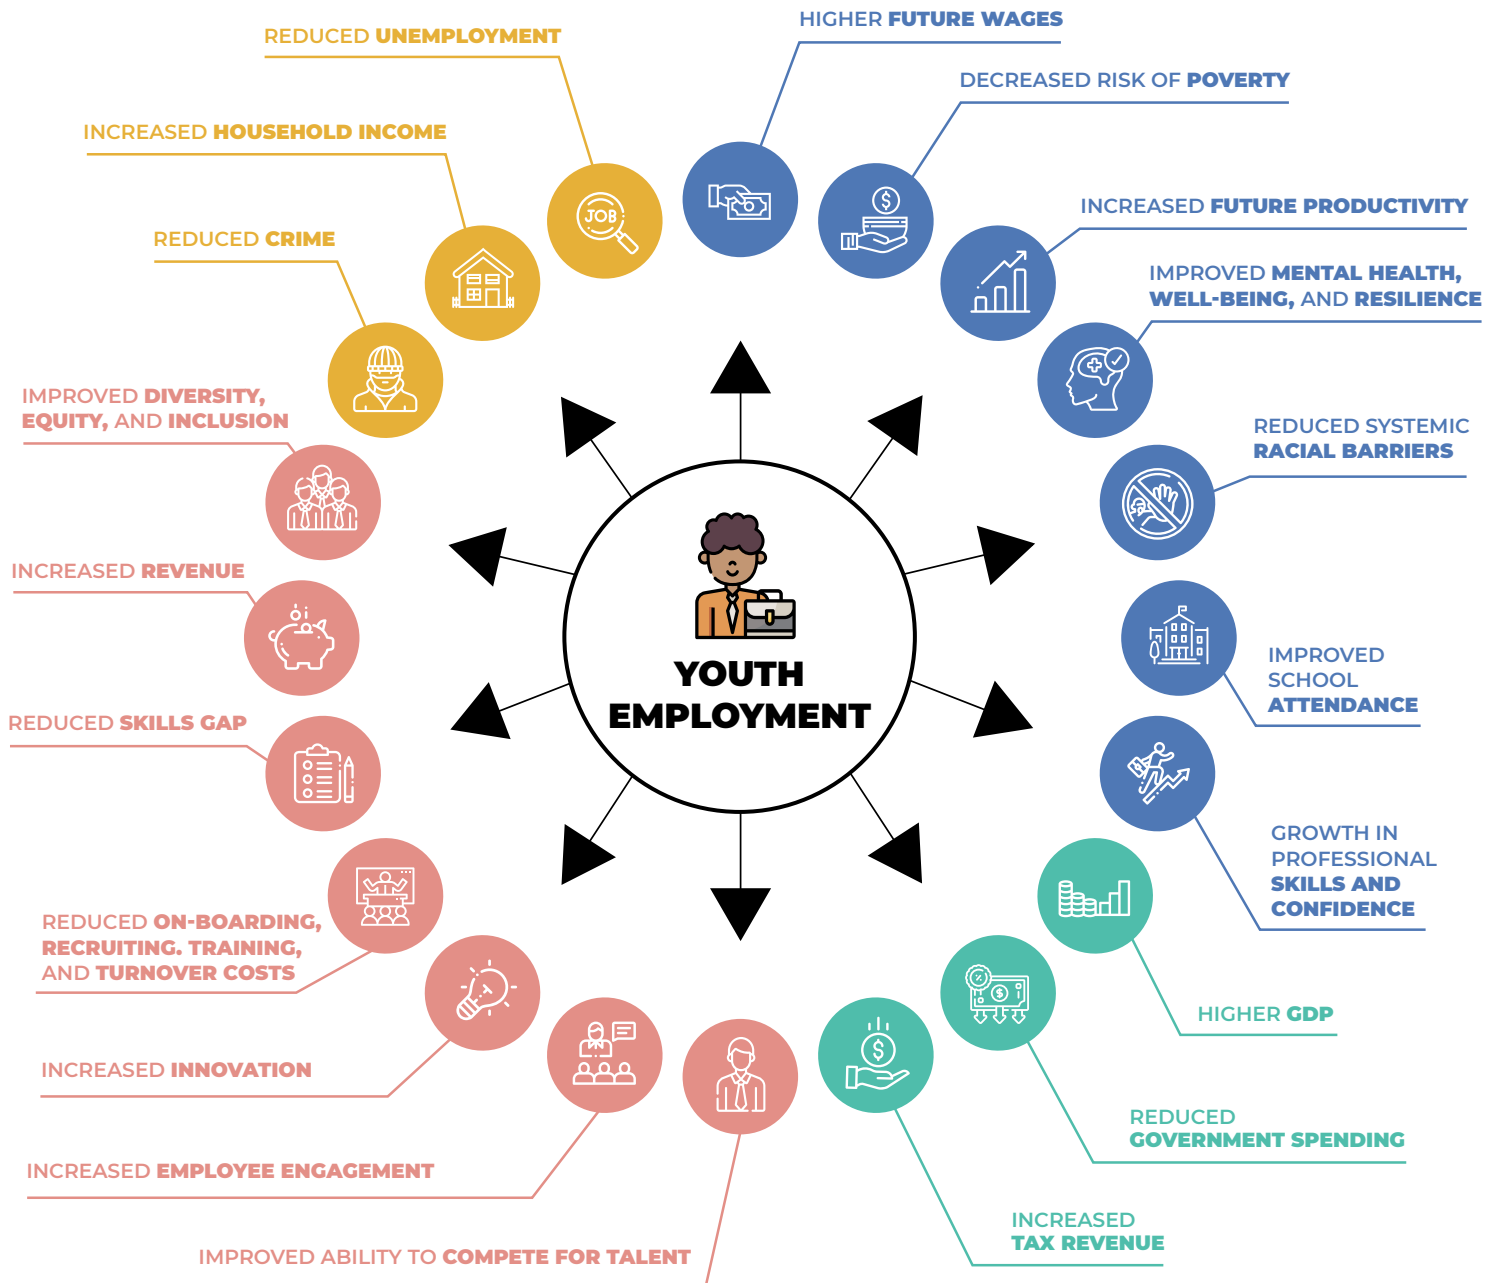 HIGHER FUTURE WAGES
REDUCED UNEMPLOYMENT
DECREASED RISK OF POVERTY
INCREASED HOUSEHOLD INCOME
INCREASED FUTURE PRODUCTIVITY
REDUCED CRIME
IMPROVED MENTAL HEALTH,
WELL-BEING, AND RESILIENCE
JOB
IMPROVED DIVERSITY,
EQUITY, AND INCLUSION
REDUCED SYSTEMIC
RACIAL BARRIERS
INCREASED REVENUE
YOUTH
EMPLOYMENT
IMPROVED
SCHOOL
ATTENDANCE
REDUCED SKILLS GAP
GROWTH IN
PROFESSIONAL
SKILLS AND
CONFIDENCE
REDUCED ON-BOARDING,
RECRUITING. TRAINING,
AND TURNOVER COSTS
HIGHER GDP
INCREASED INNOVATION
REDUCED
GOVERNMENT SPENDING
INCREASED EMPLOYEE ENGAGEMENT
INCREASED
TAX REVENUE
IMPROVED ABILITY TO COMPETE FOR TALENT